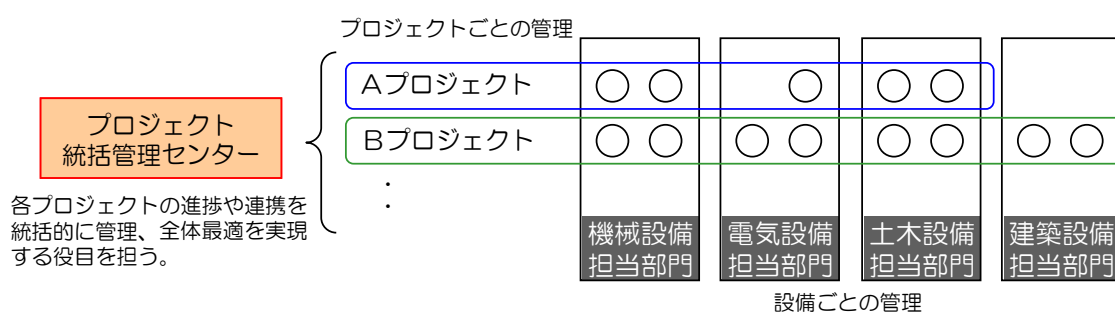 プロジェクトごとの管理
Aプロジェクト
Bプロジェクト
・
・
プロジェクト
統括管理センター
各プロジェクトの進捗や連携を
統括的に管理、全体最適を実現
する役目を担う。
機械設備
担当部門
電気設備
担当部門
土木設備
担当部門
建築設備
担当部門
設備ごとの管理